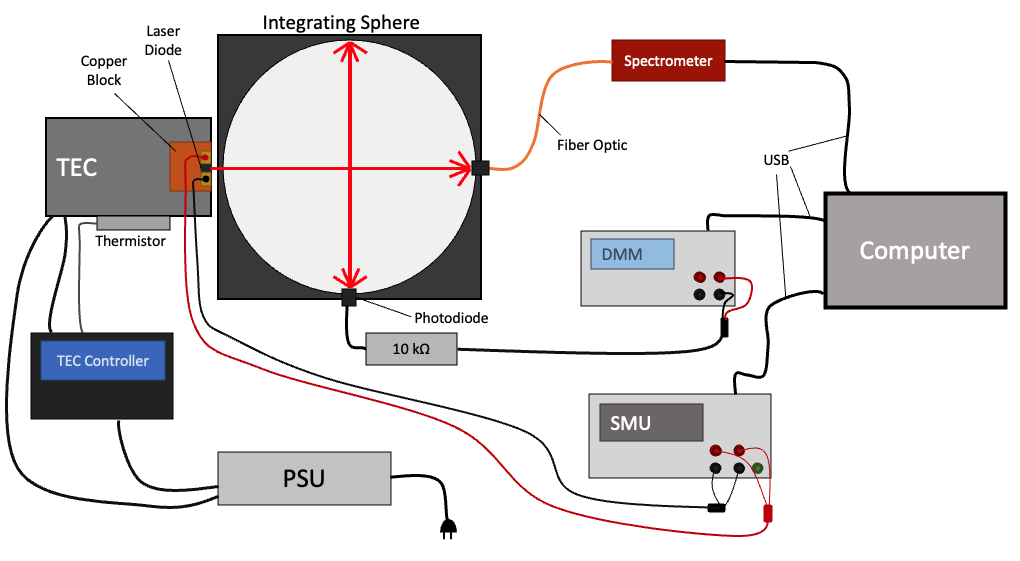 Integrating Sphere
Laser
Diode
Copper
Block
Spectrometer
TEC
Fiber Optic
USB
Thermistor
DMM
Computer
Photodiode
10 kΩ
TEC Controller
SMU
PSU